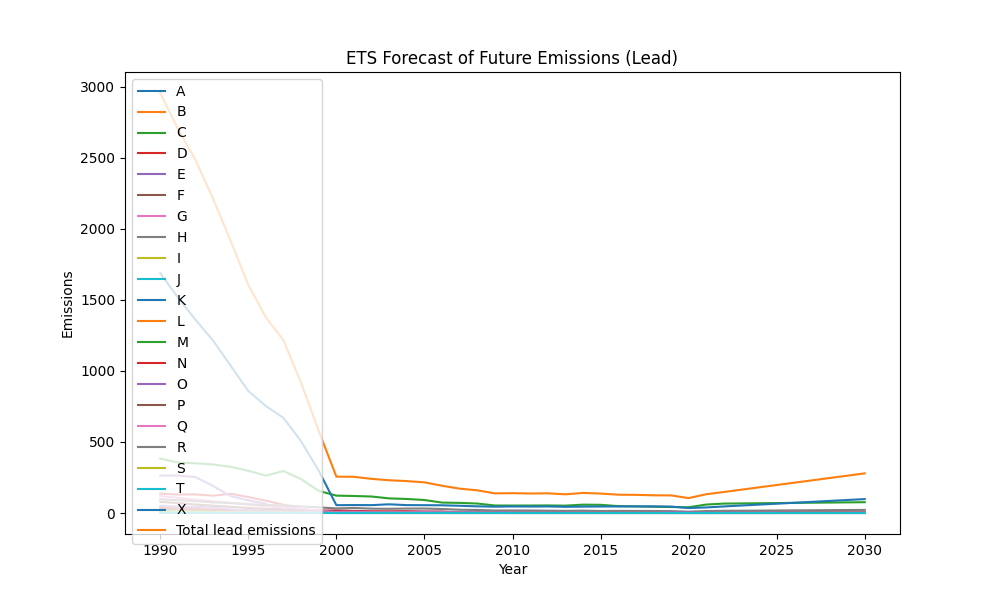 ETS Forecast of Future Emissions (Lead)
3000
2500
2000
1500
1000
500
0
Emissions
A
B
C
D
E
F
G
H
I
J
K
L
M
N
O
P
Q
R
S
T
X
Total lead emissions
1990 1995 2000 2005 2010 2015 2020 2025 2030
Year